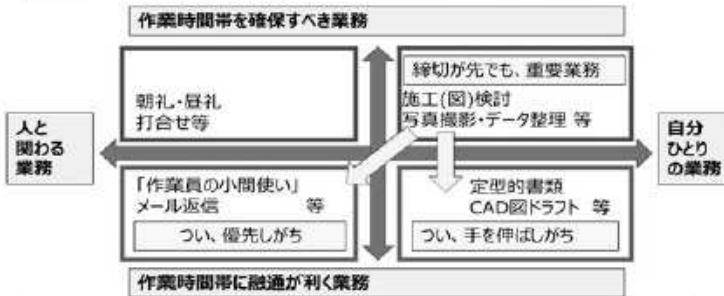 作業時間帯を確保すべき業務
締切が先でも、重要業務
朝礼・昼礼
打合せ等
施工(図)検討
写真撮影・データ整理 等
人と
関わる
業務
自分
ひとり
の業務
「作業員の小間使い」
メール返信 等
つい、優先しがち
定型的書類
CAD図ドラフト 等
つい、手を伸ばしがち
作業時間帯に融通が利く業務